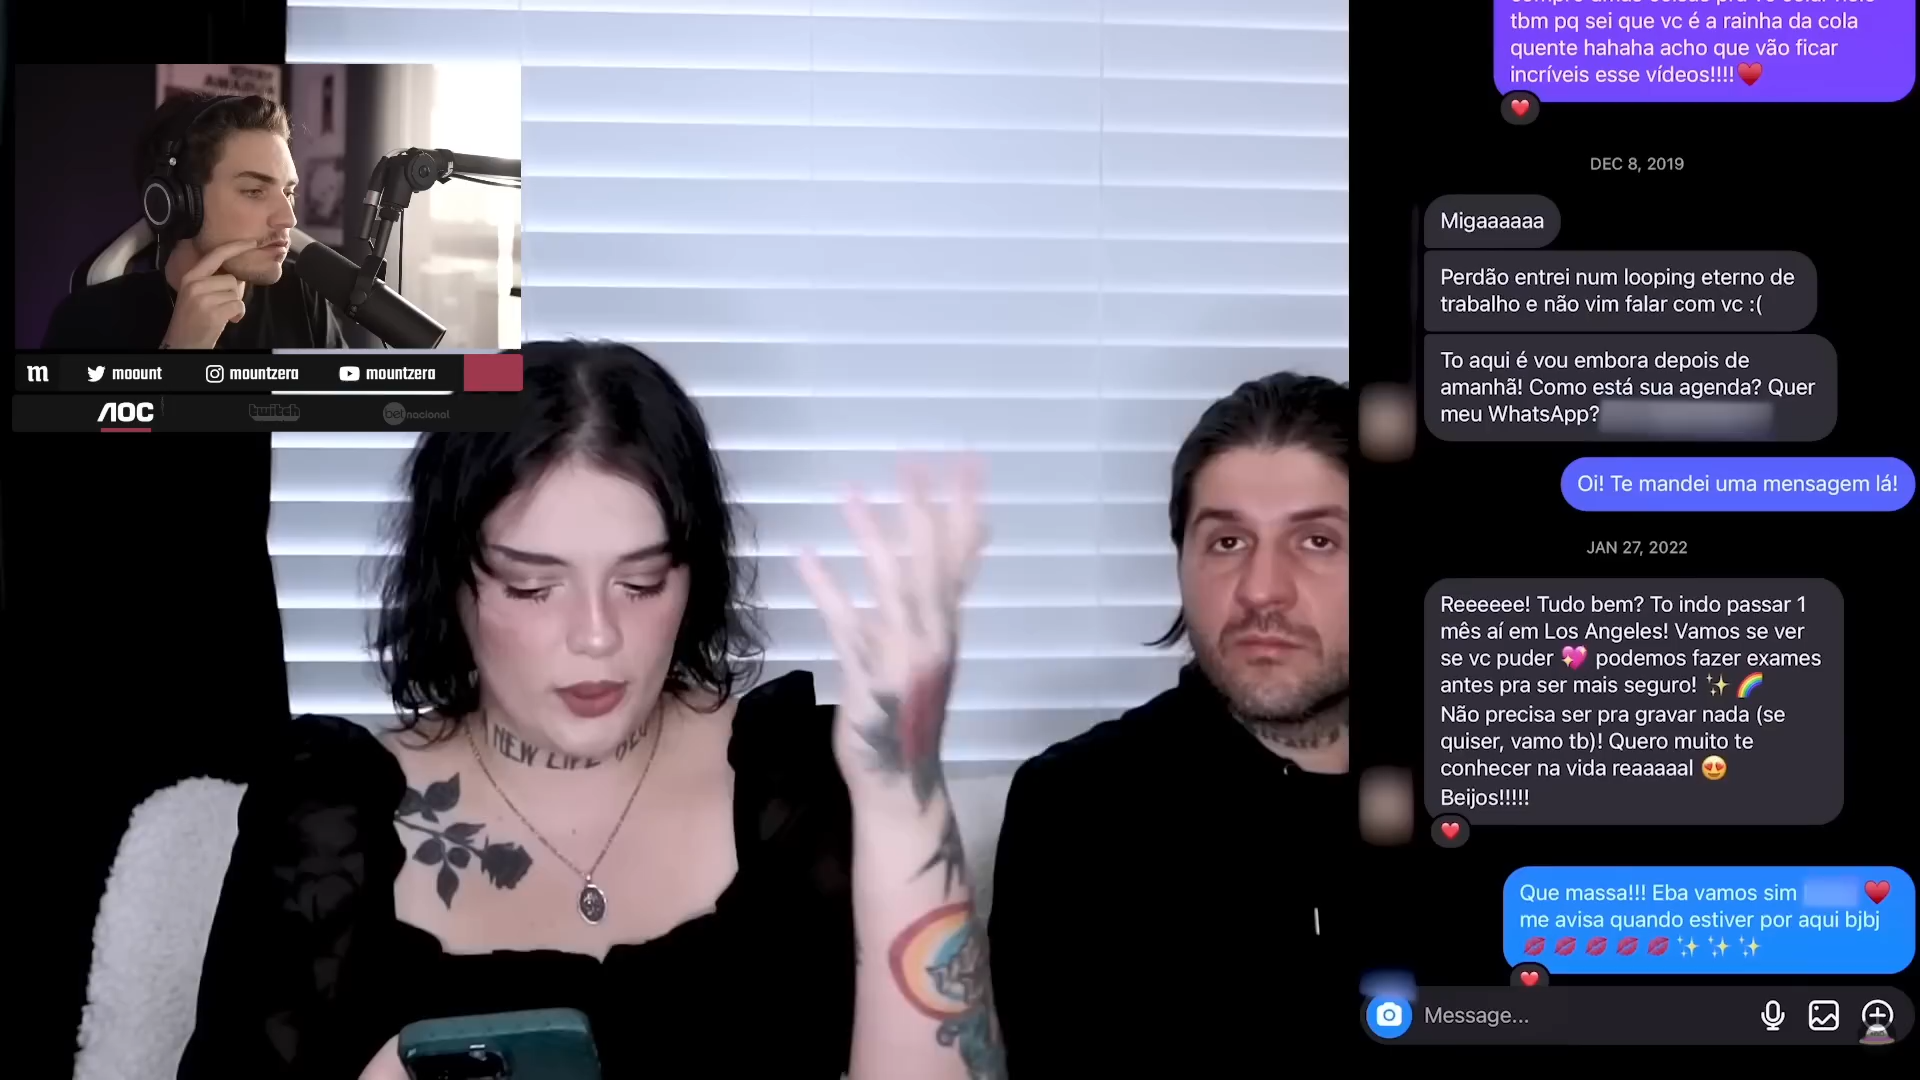 m
moount
mountzera
mountzera
AOC
twitch
betnacional
NEW LIFE
tbm pq sei que vc é a rainha da cola
quente hahaha acho que vão ficar
incríveis esse vídeos!!!!♥️
❤️
DEC 8, 2019
Migaaaaaa
Perdão entrei num looping eterno de
trabalho e não vim falar com vc :(
To aqui é vou embora depois de
amanhã! Como está sua agenda? Quer
meu WhatsApp?
Oi! Te mandei uma mensagem lá!
JAN 27, 2022
Reeeeee! Tudo bem? To indo passar 1
mês aí em Los Angeles! Vamos se ver
se vc puder 💖 podemos fazer exames
antes pra ser mais seguro! ✨ 🌈
Não precisa ser pra gravar nada (se
quiser, vamo tb)! Quero muito te
conhecer na vida reaaaaal 😍
Beijos!!!!!
❤️
Que massa!!! Eba vamos sim ♥️
me avisa quando estiver por aqui bjbj
💋 💋 💋 💋 💋 ✨ ✨ ✨
❤️
Message...